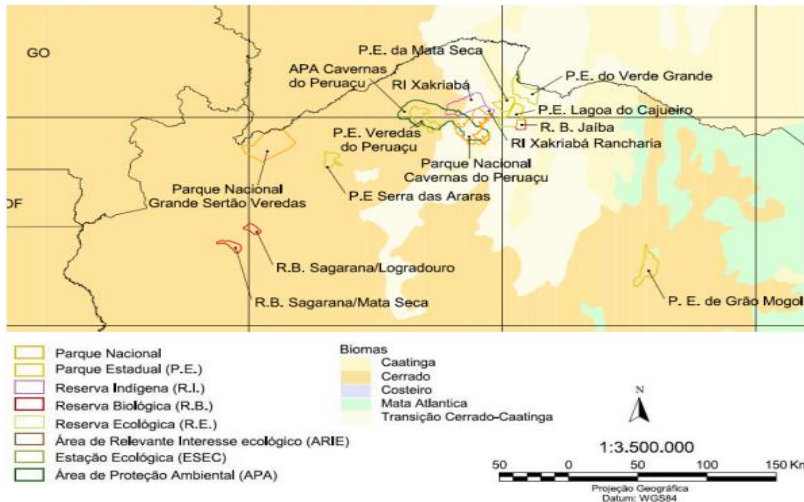 GO
P.E. da Mata Seca
APA Cavernas
do Peruaçu
RI Xakriabá
P.E. do Verde Grande
P.E. Lagoa do Cajueiro
R. B. Jaíba
P.E. Veredas
do Peruaçu
RI Xakriabá Rancharia
Parque Nacional
Cavernas do Peruaçu
Parque Nacional
Grande Sertão Veredas
P.E Serra das Araras
DF
R.B. Sagarana/Logradouro
R.B. Sagarana/Mata Seca
P. E. de Grão Mogol
Parque Nacional
Parque Estadual (P.E.)
Reserva Indígena (R.I.)
Reserva Biológica (R.B.)
Reserva Ecológica (R.E.)
Área de Relevante Interesse ecológico (ARIE)
Estação Ecológica (ESEC)
Área de Proteção Ambiental (APA)
Biomas
Caatinga
Cerrado
Costeiro
Mata Atlantica
Transição Cerrado-Caatinga
N
1:3.500.000
50 0 50 100 150 Km
Projeção Geográfica
Datum: WGS84